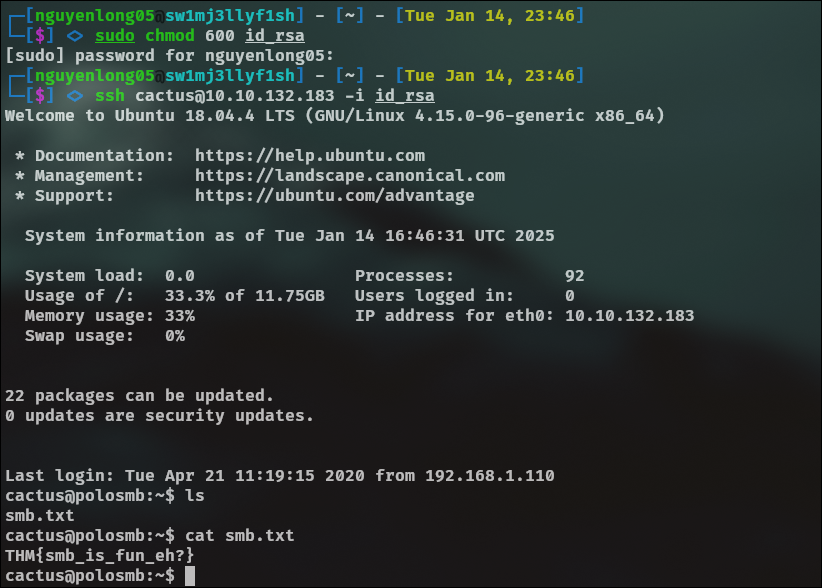 ┌─[nguyenlong05@sw1mj3llyf1sh] - [~] - [Tue Jan 14, 23:46]
└─[$] <> sudo chmod 600 id_rsa
[sudo] password for nguyenlong05:
┌─[nguyenlong05@sw1mj3llyf1sh] - [~] - [Tue Jan 14, 23:46]
└─[$] <> ssh cactus@10.10.132.183 -i id_rsa
Welcome to Ubuntu 18.04.4 LTS (GNU/Linux 4.15.0-96-generic x86_64)
* Documentation:  https://help.ubuntu.com
* Management:     https://landscape.canonical.com
* Support:        https://ubuntu.com/advantage
System information as of Tue Jan 14 16:46:31 UTC 2025
System load:  0.0                Processes:           92
Usage of /:   33.3% of 11.75GB   Users logged in:     0
Memory usage: 33%                IP address for eth0: 10.10.132.183
Swap usage:   0%
22 packages can be updated.
0 updates are security updates.
Last login: Tue Apr 21 11:19:15 2020 from 192.168.1.110
cactus@polosmb:~$ ls
smb.txt
cactus@polosmb:~$ cat smb.txt
THM{smb_is_fun_eh?}
cactus@polosmb:~$